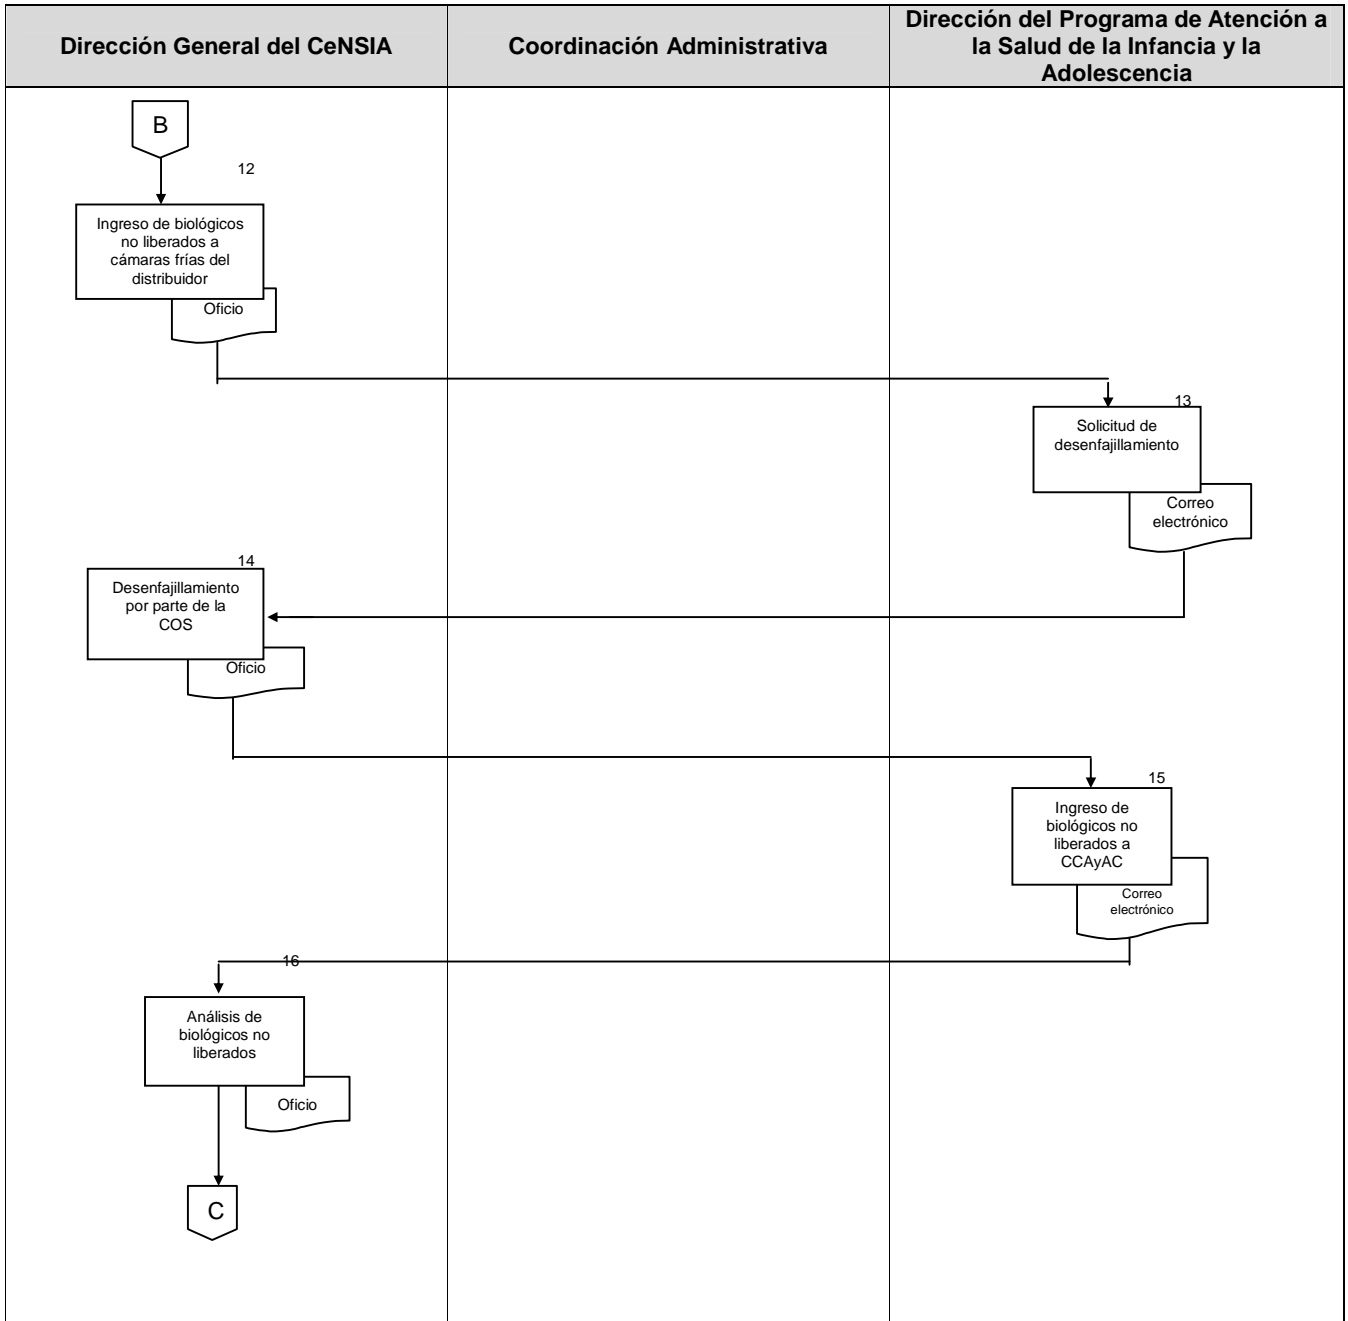 Dirección General del CeNSIA
Coordinación Administrativa
Dirección del Programa de Atención a
la Salud de la Infancia y la
Adolescencia
B
12
Ingreso de biológicos
no liberados a
cámaras frías del
distribuidor
Oficio
13
Solicitud de
desenfajillamiento
Correo
electrónico
14
Desenfajillamiento
por parte de la
COS
Oficio
15
Ingreso de
biológicos no
liberados a
CCAyAC
Correo
electrónico
16
Análisis de
biológicos no
liberados
Oficio
C